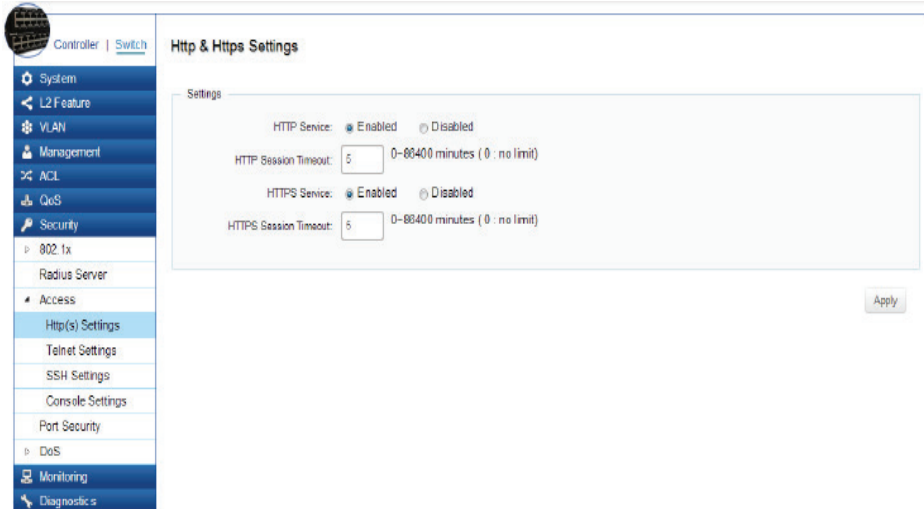 Controller | Switch
Http & Https Settings
System
L2 Feature
VLAN
Management
ACL
QoS
Security
802.1x
Radius Server
Access
Http(s) Settings
Telnet Settings
SSH Settings
Console Settings
Port Security
DoS
Monitoring
Diagnostics
Settings
HTTP Service: Enabled Disabled
HTTP Session Timeout: 5 0~86400 minutes ( 0 : no limit)
HTTPS Service: Enabled Disabled
HTTPS Session Timeout: 5 0~86400 minutes ( 0 : no limit)
Apply